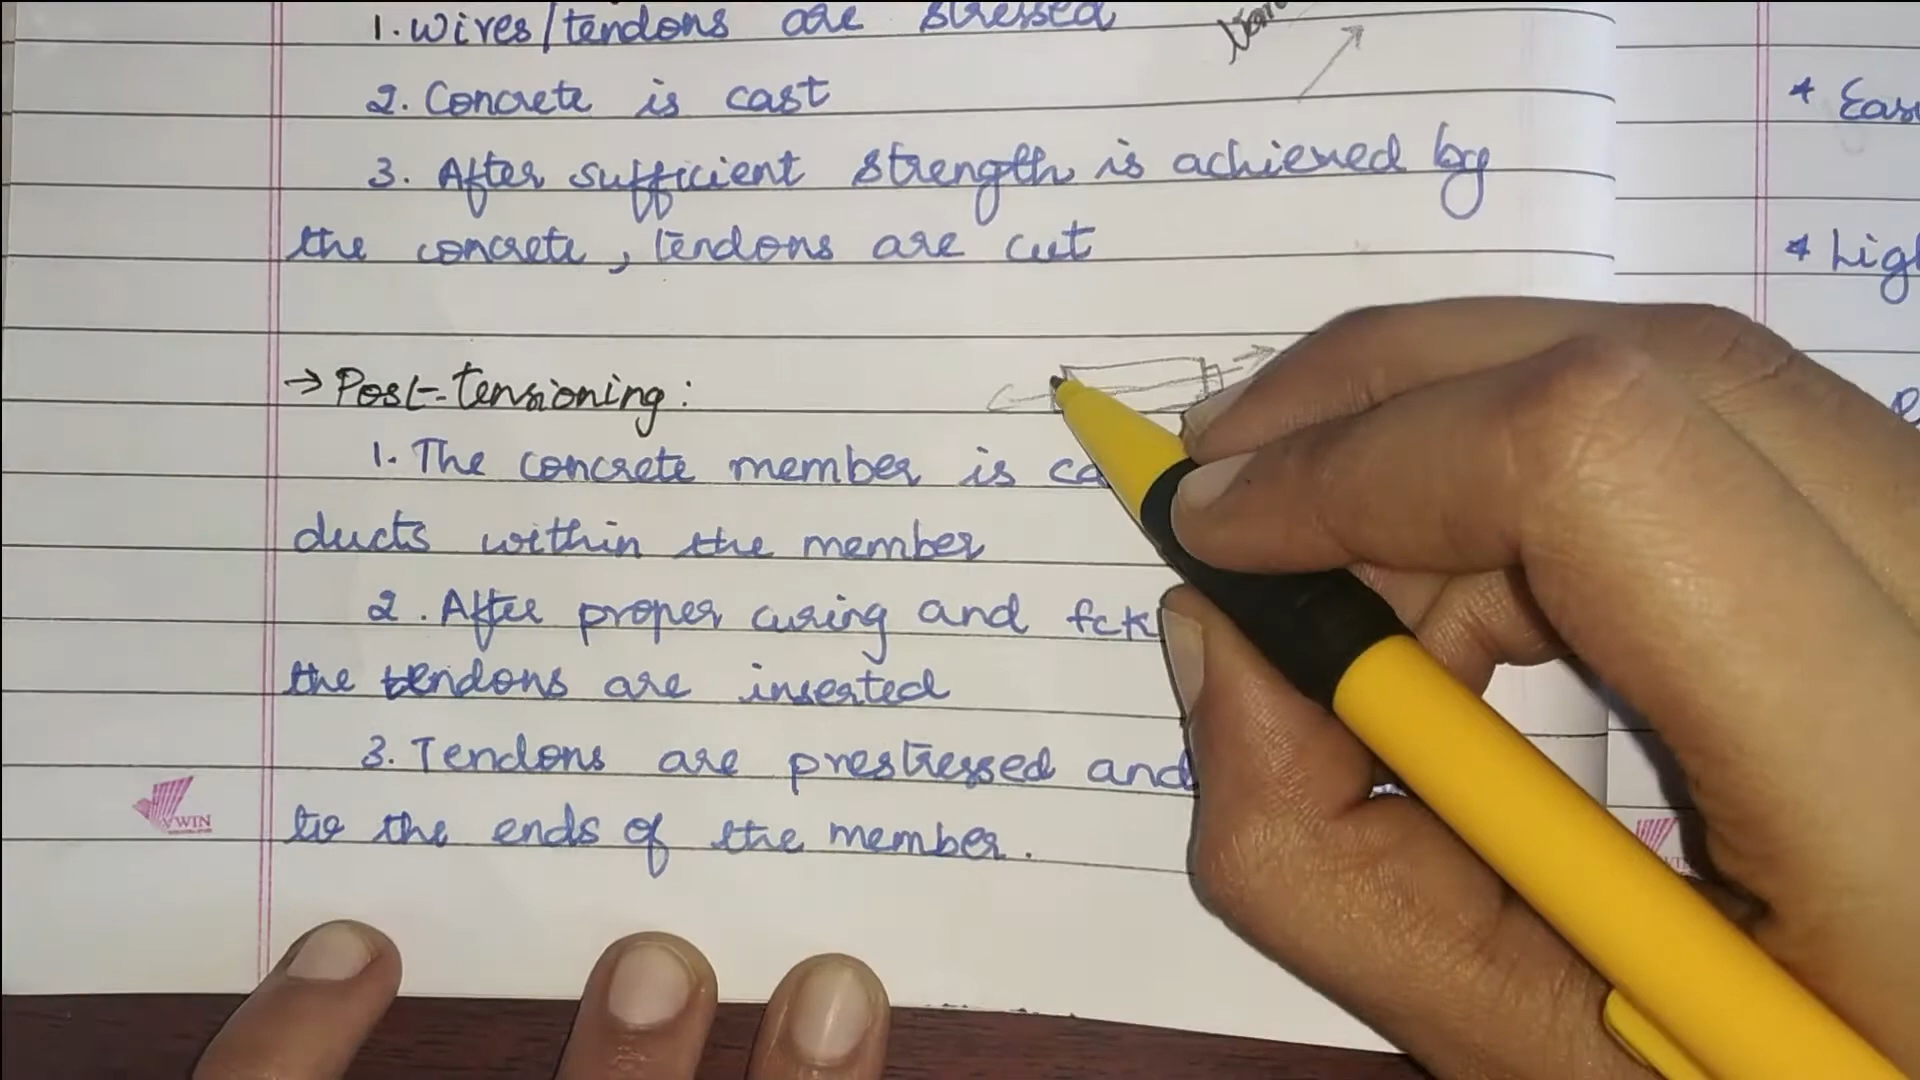 1. Wires/tendons are stressed
2. Concrete is cast
3. After sufficient strength is achieved by
the concrete, tendons are cut
→ Post-tensioning:
1. The concrete member is
ducts within the member
2. After proper curing and fck
the tendons are inserted
3. Tendons are prestressed and
to the ends of the member.
WIN
*
*